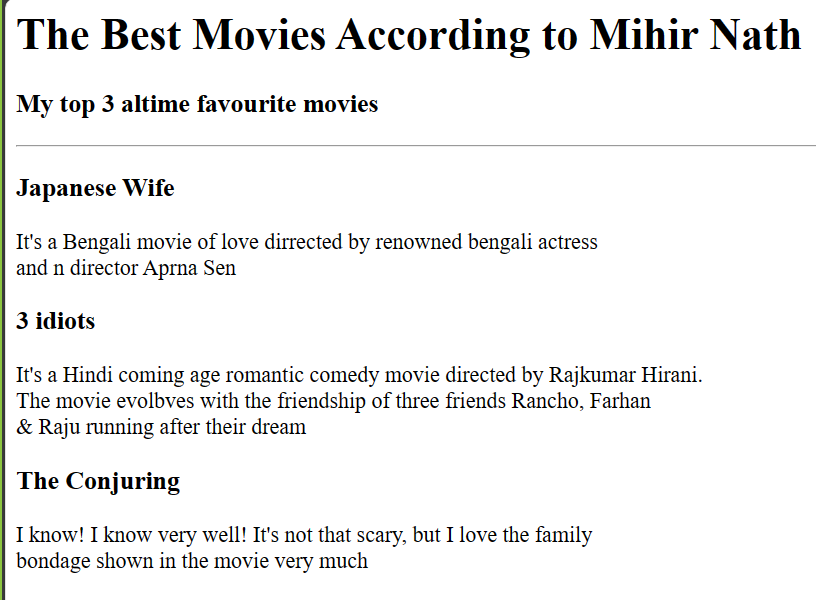 The Best Movies According to Mihir Nath
My top 3 altime favourite movies
Japanese Wife
It's a Bengali movie of love dirrected by renowned bengali actress
and n director Aprna Sen
3 idiots
It's a Hindi coming age romantic comedy movie directed by Rajkumar Hirani.
The movie evolbves with the friendship of three friends Rancho, Farhan
& Raju running after their dream
The Conjuring
I know! I know very well! It's not that scary, but I love the family
bondage shown in the movie very much